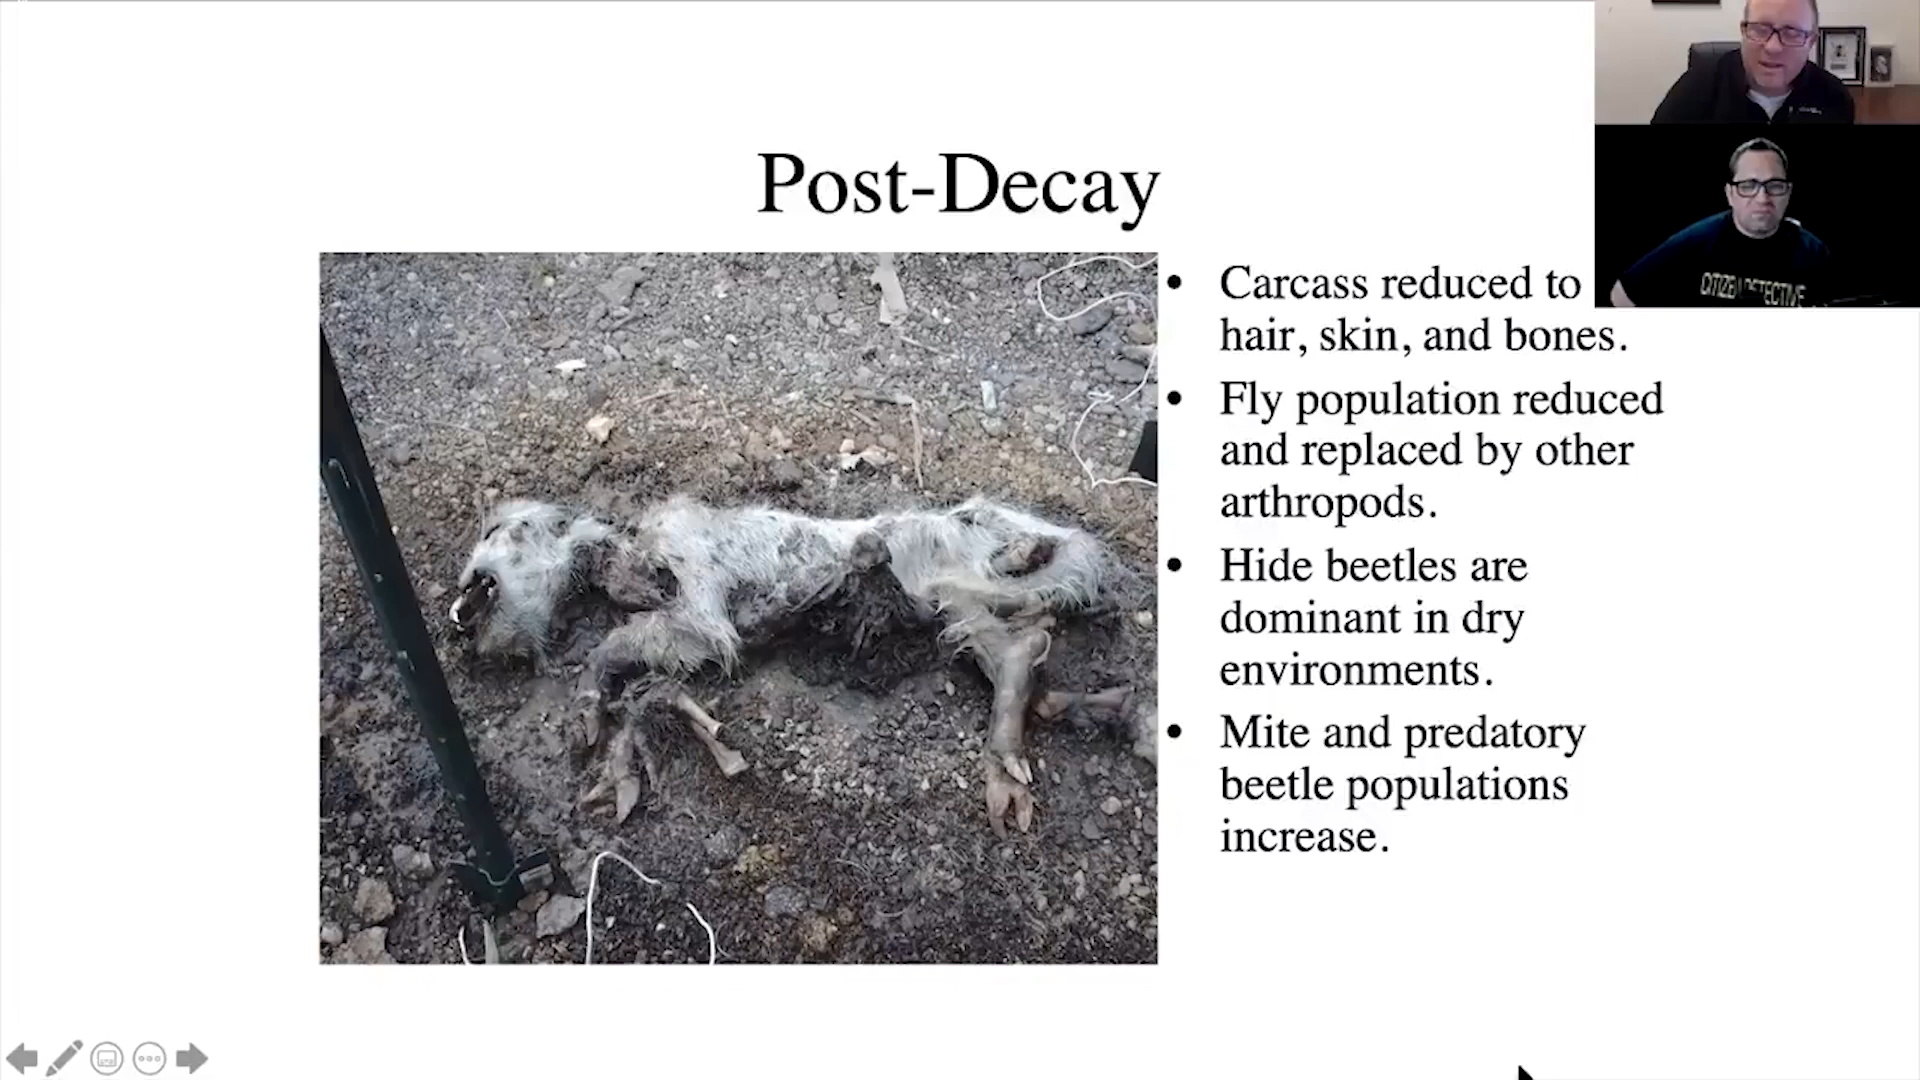 Post-Decay
• Carcass reduced to
hair, skin, and bones.
• Fly population reduced
and replaced by other
arthropods.
• Hide beetles are
dominant in dry
environments.
• Mite and predatory
beetle populations
increase.